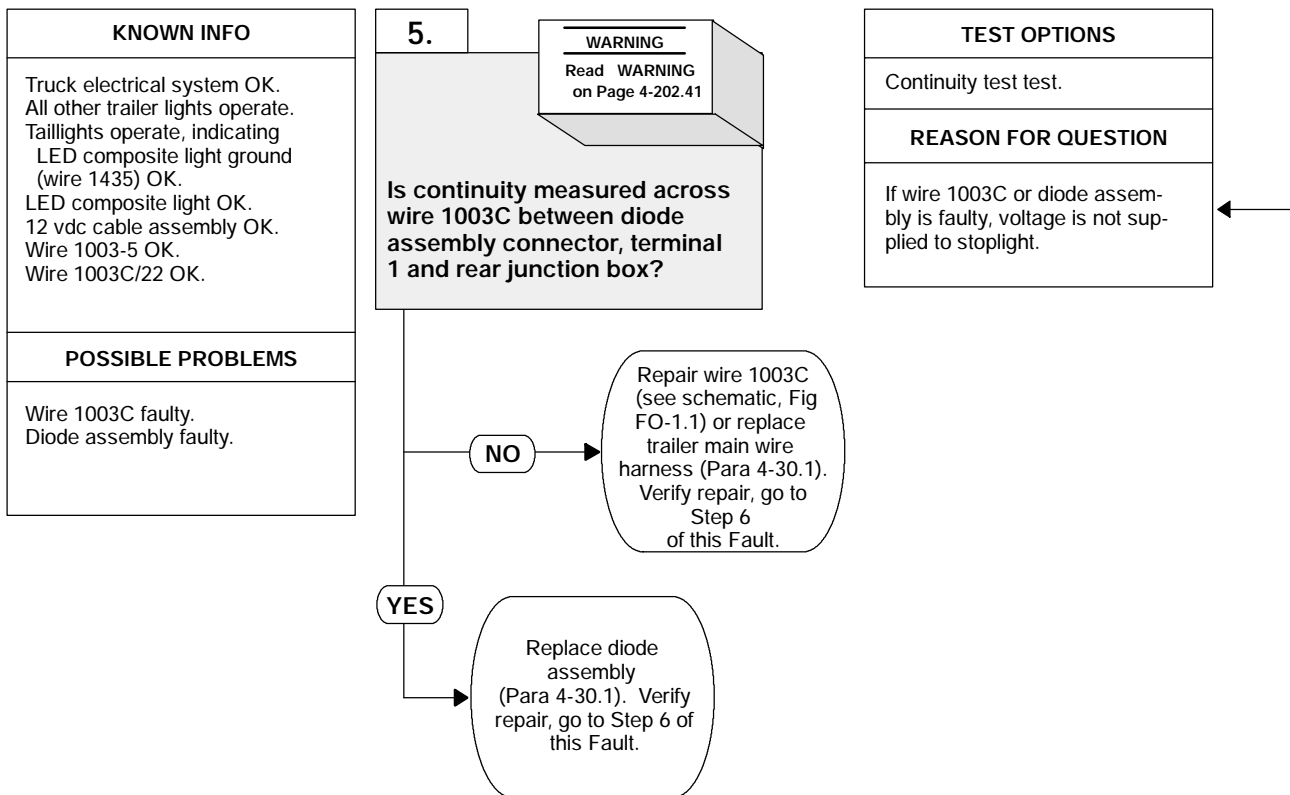 KNOWN INFO
Truck electrical system OK.
All other trailer lights operate.
Taillights operate, indicating
LED composite light ground
(wire 1435) OK.
LED composite light OK.
12 vdc cable assembly OK.
Wire 1003-5 OK.
Wire 1003C/22 OK.
POSSIBLE PROBLEMS
Wire 1003C faulty.
Diode assembly faulty.
5.
WARNING
Read WARNING
on Page 4-202.41
Is continuity measured across
wire 1003C between diode
assembly connector, terminal
1 and rear junction box?
TEST OPTIONS
Continuity test test.
REASON FOR QUESTION
If wire 1003C or diode assem-
bly is faulty, voltage is not sup-
plied to stoplight.
NO
Repair wire 1003C
(see schematic, Fig
FO-1.1) or replace
trailer main wire
harness (Para 4-30.1).
Verify repair, go to
Step 6
of this Fault.
YES
Replace diode
assembly
(Para 4-30.1). Verify
repair, go to Step 6 of
this Fault.